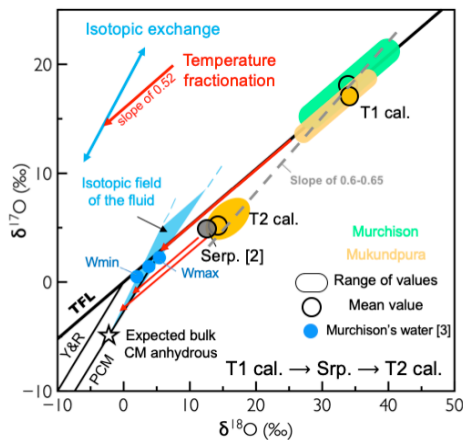 Isotopic exchange
Temperature
fractionation
slope of 0.52
20
10
0
-10
δ17O (‰)
T1 cal.
Slope of 0.6-0.65
Isotopic field
of the fluid
T2 cal.
Serp. [2]
Wmin
Wmax
TFL
Y&R
PCM
Expected bulk
CM anhydrous
Murchison
Mukundpura
Range of values
Mean value
Murchison's water [3]
T1 cal. → Srp. → T2 cal.
-10 0 10 20 30 40 50
δ18O (‰)